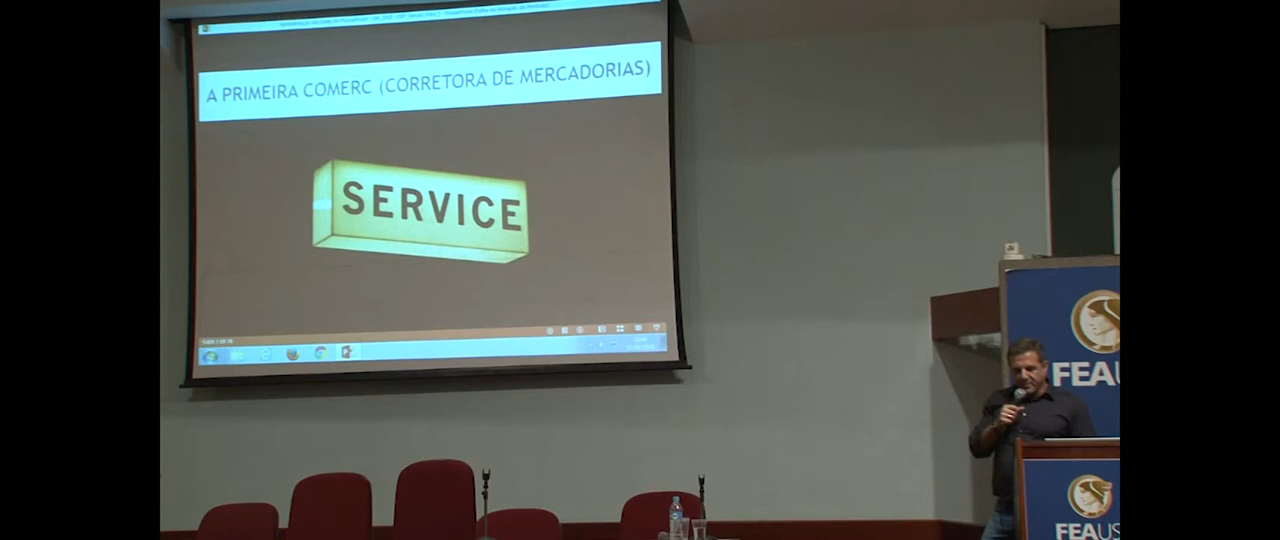 A PRIMEIRA COMERC (CORRETORA DE MERCADORIAS)
SERVICE
FEAU
FEAUS